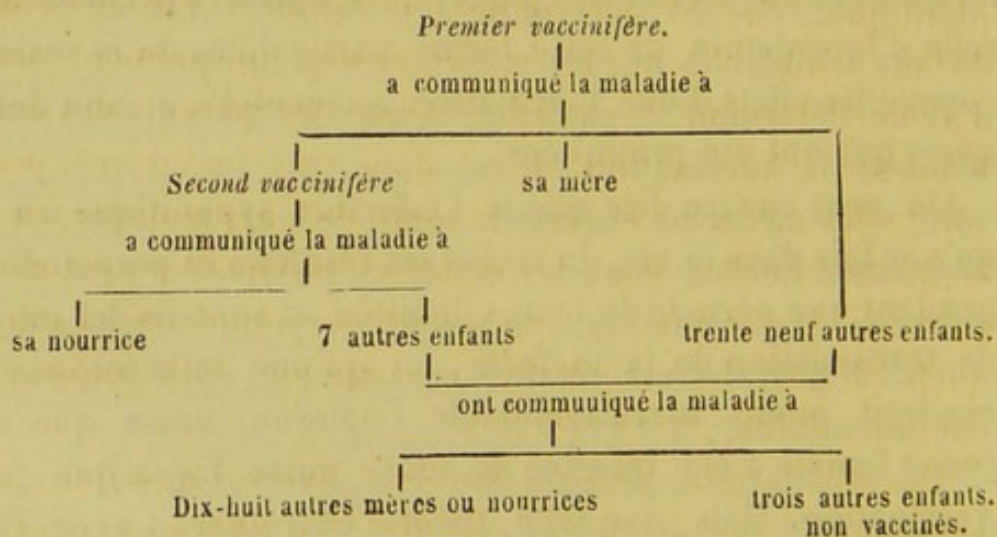 Premier vaccinifère.
a communiqué la maladie à
Second vaccinifère
sa mère
a communiqué la maladie à
sa nourrice
7 autres enfants
trente neuf autres enfants.
ont commuuiqué la maladie à
Dix-huit autres mères ou nourrices
trois autres enfants.
non vaccinés.